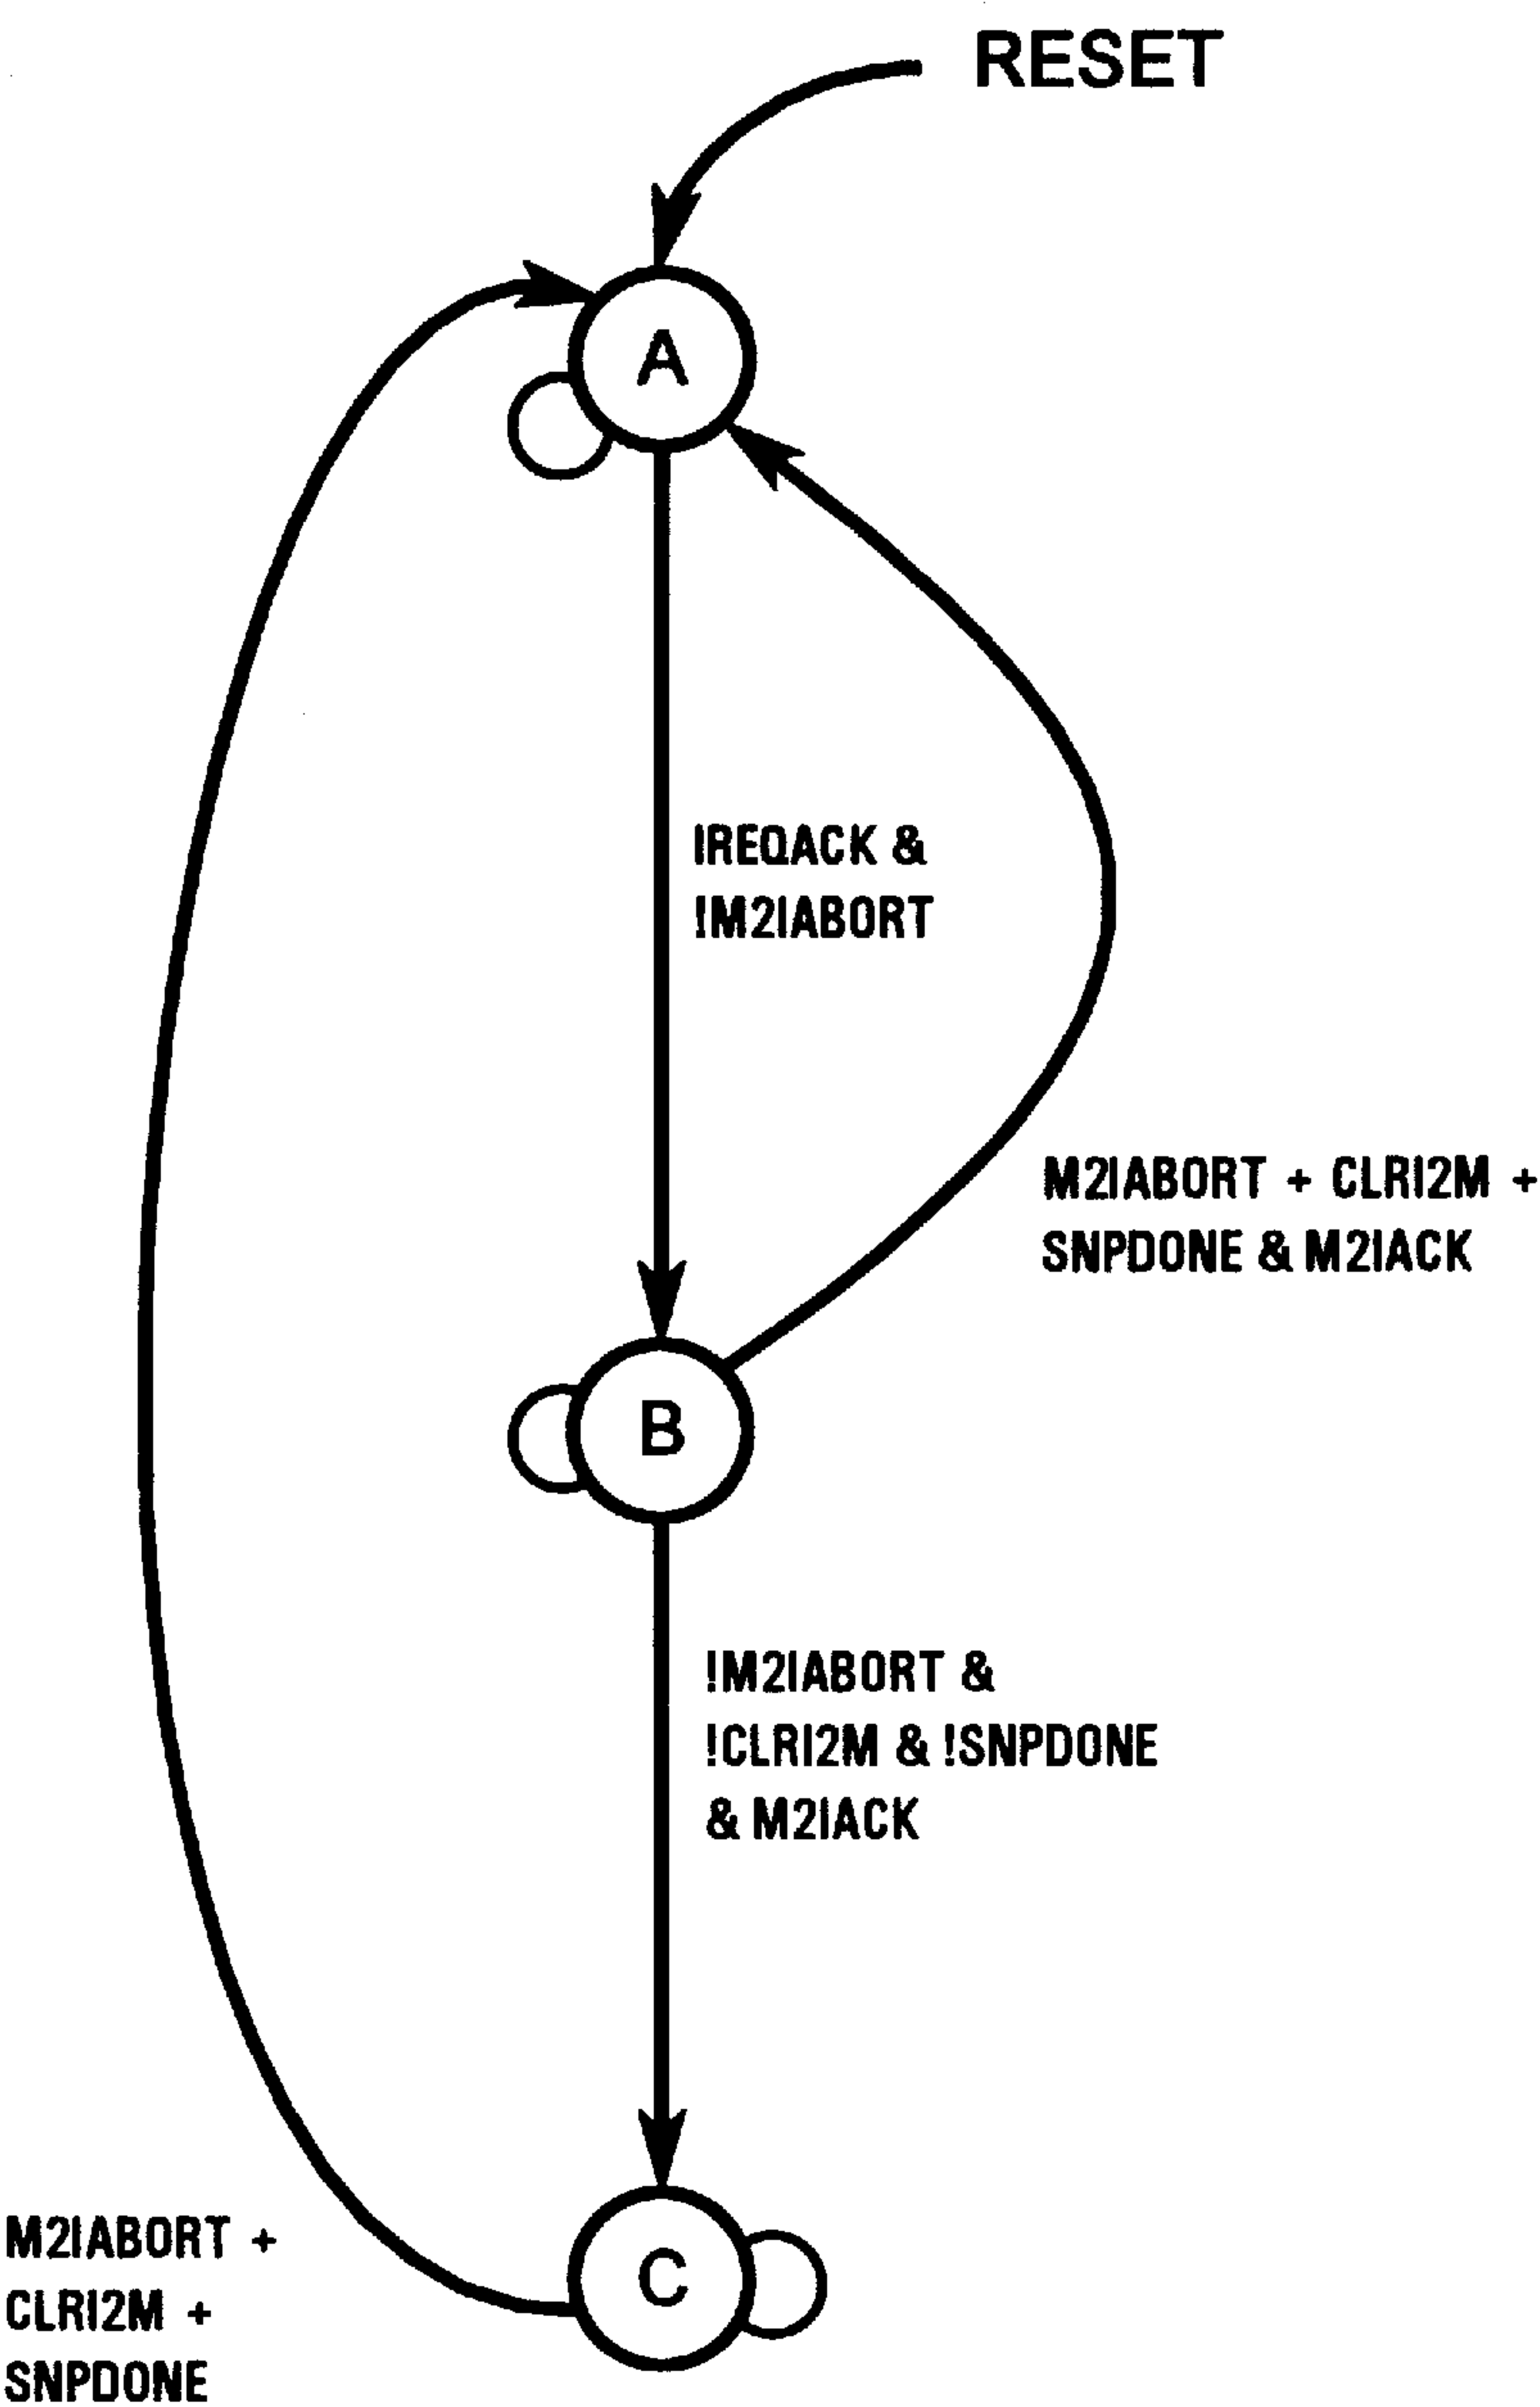 RESET
A
IREQACK &
!M2IABORT
M2IABORT + CLRI2M +
SNPDONE & M2IACK
B
!M2IABORT &
!CLRI2M & !SNPDONE
& M2IACK
C
M2IABORT +
CLRI2M +
SNPDONE